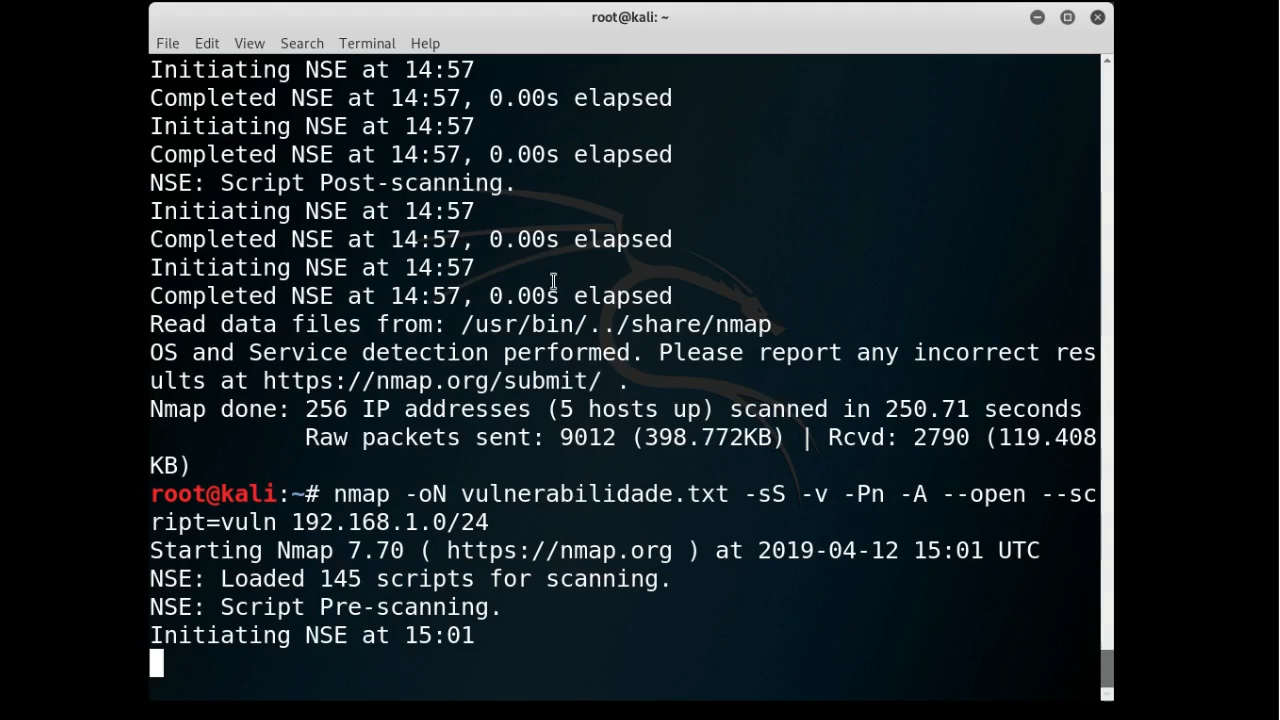 root@kali: ~
File Edit View Search Terminal Help
Initiating NSE at 14:57
Completed NSE at 14:57, 0.00s elapsed
Initiating NSE at 14:57
Completed NSE at 14:57, 0.00s elapsed
NSE: Script Post-scanning.
Initiating NSE at 14:57
Completed NSE at 14:57, 0.00s elapsed
Initiating NSE at 14:57
Completed NSE at 14:57, 0.00s elapsed
Read data files from: /usr/bin/../share/nmap
OS and Service detection performed. Please report any incorrect res
ults at https://nmap.org/submit/ .
Nmap done: 256 IP addresses (5 hosts up) scanned in 250.71 seconds
Raw packets sent: 9012 (398.772KB) | Rcvd: 2790 (119.408
KB)
root@kali:~# nmap -oN vulnerabilidade.txt -sS -v -Pn -A --open --sc
ript=vuln 192.168.1.0/24
Starting Nmap 7.70 ( https://nmap.org ) at 2019-04-12 15:01 UTC
NSE: Loaded 145 scripts for scanning.
NSE: Script Pre-scanning.
Initiating NSE at 15:01